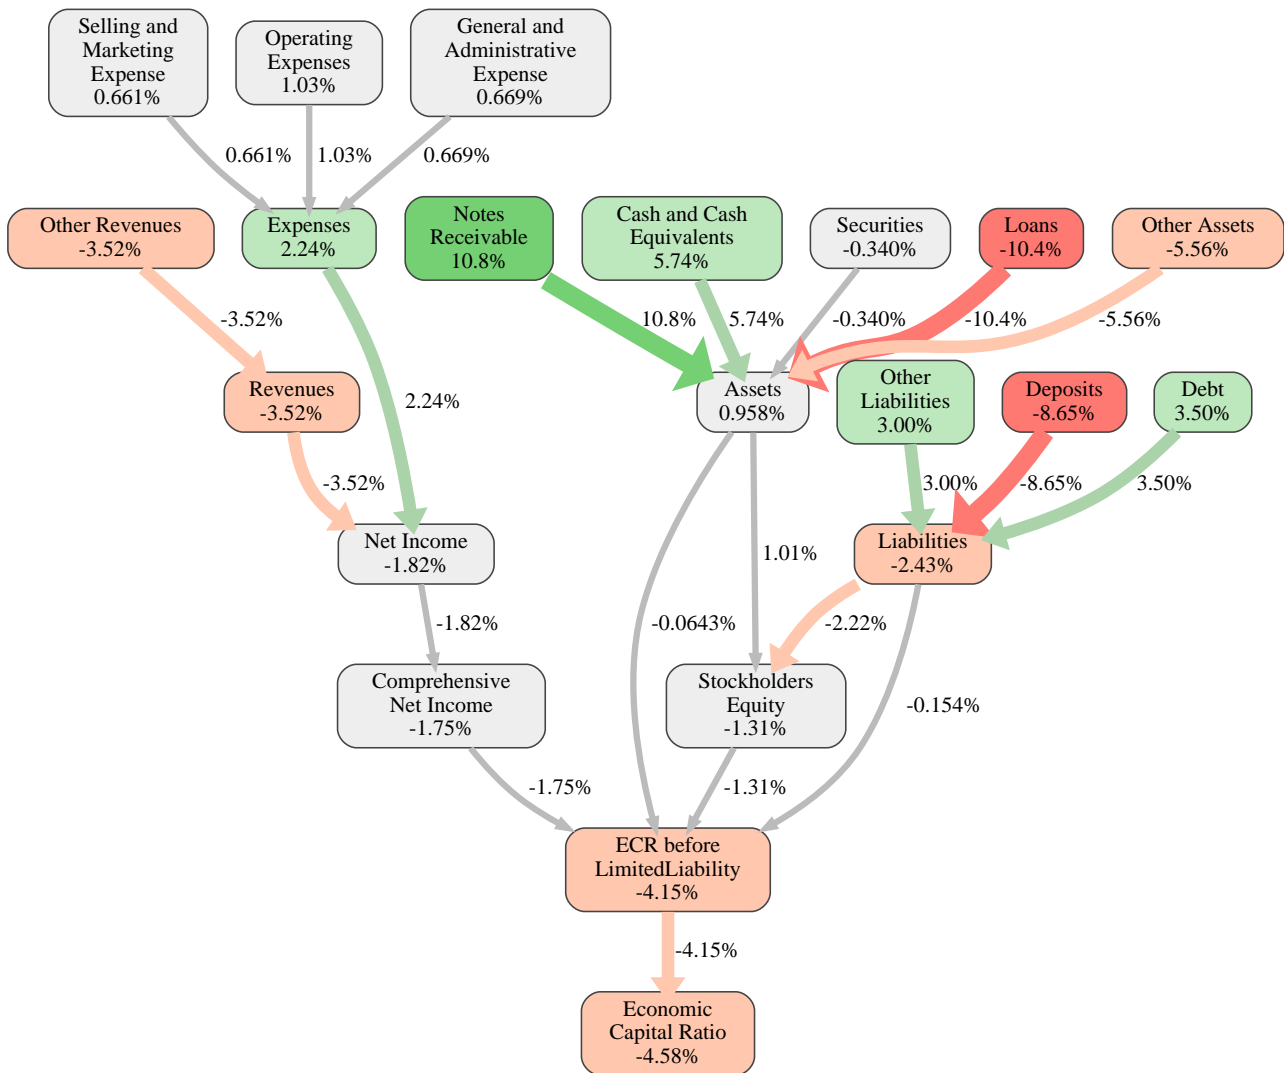 Selling and
Marketing
Expense
0.661%
Operating
Expenses
1.03%
General and
Administrative
Expense
0.669%
0.661%
1.03%
0.669%
Other Revenues
-3.52%
Expenses
2.24%
Notes
Receivable
10.8%
Cash and Cash
Equivalents
5.74%
Securities
-0.340%
Loans
-10.4%
Other Assets
-5.56%
-3.52%
10.8%
5.74%
-0.340%
-10.4%
-5.56%
Revenues
-3.52%
2.24%
Assets
0.958%
Other
Liabilities
3.00%
Deposits
-8.65%
Debt
3.50%
-3.52%
3.00%
-8.65%
3.50%
Net Income
-1.82%
1.01%
Liabilities
-2.43%
-1.82%
-0.0643%
-2.22%
Comprehensive
Net Income
-1.75%
Stockholders
Equity
-1.31%
-0.154%
-1.75%
-1.31%
ECR before
LimitedLiability
-4.15%
-4.15%
Economic
Capital Ratio
-4.58%